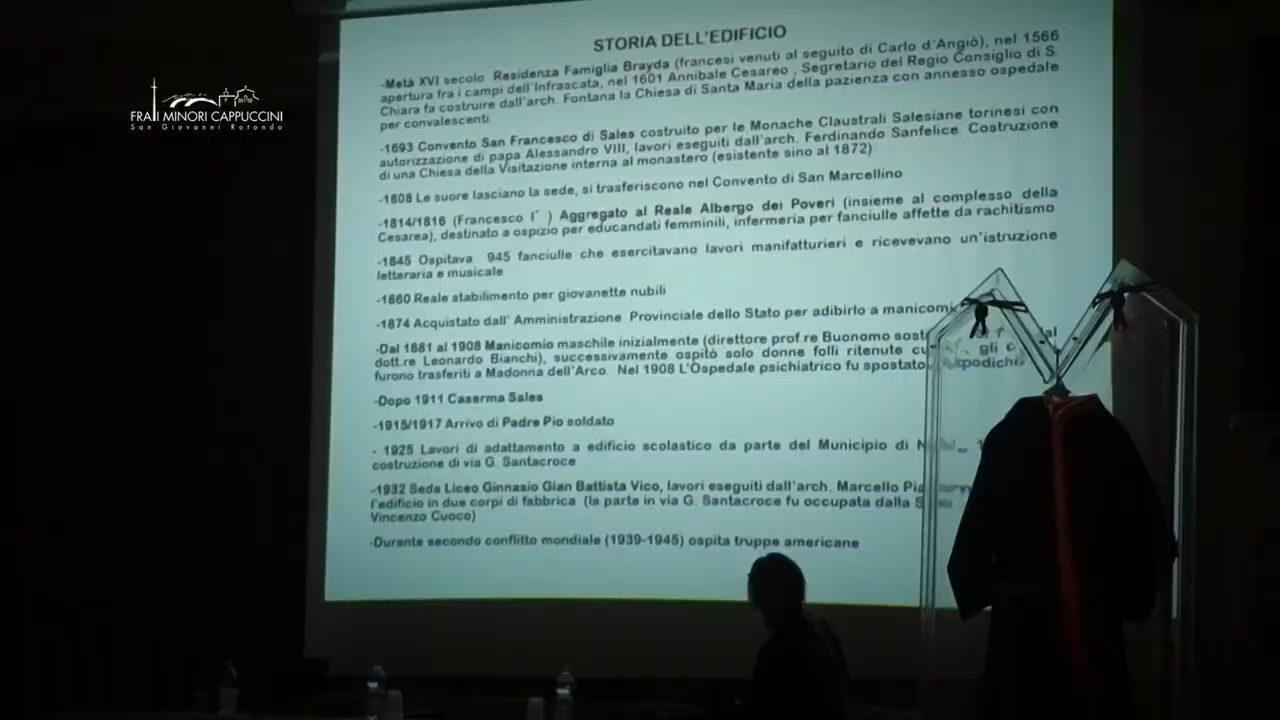 FRATI MINORI CAPPUCCINI
San Giovanni Rotondo
STORIA DELL'EDIFICIO
-Metà XVI secolo Residenza Famiglia Brayda (francesi venuti al seguito di Carlo d'Angiò), nel 1566
apertura fra i campi dell'Infrascata, nel 1601 Annibale Cesareo , Segretario del Regio Consiglio di S.
Chiara fa costruire dall'arch. Fontana la Chiesa di Santa Maria della pazienza con annesso ospedale
per convalescenti
-1693 Convento San Francesco di Sales costruito per le Monache Claustrali Salesiane torinesi con
autorizzazione di papa Alessandro VIII, lavori eseguiti dall'arch. Ferdinando Sanfelice. Costruzione
di una Chiesa della Visitazione interna al monastero (esistente sino al 1872)
-1808 Le suore lasciano la sede, si trasferiscono nel Convento di San Marcellino
-1814/1816 (Francesco I° ) Aggregato al Reale Albergo dei Poveri (insieme al complesso della
Cesarea), destinato a ospizio per educandati femminili, infermeria per fanciulle affette da rachitismo
-1845 Ospitava 945 fanciulle che esercitavano lavori manifatturieri e ricevevano un'istruzione
letteraria e musicale
-1860 Reale stabilimento per giovanette nubili
-1874 Acquistato dall' Amministrazione Provinciale dello Stato per adibirlo a manicomi
-Dal 1881 al 1908 Manicomio maschile inizialmente (direttore prof.re Buonomo sost
dott.re Leonardo Bianchi), successivamente ospitò solo donne folli ritenute cu gli
furono trasferiti a Madonna dell'Arco. Nel 1908 L'Ospedale psichiatrico fu spostato
-Dopo 1911 Caserma Sales
-1915/1917 Arrivo di Padre Pio soldato
- 1925 Lavori di adattamento a edificio scolastico da parte del Municipio di
costruzione di via G. Santacroce
-1932 Sede Liceo Ginnasio Gian Battista Vico, lavori eseguiti dall'arch. Marcello
l'edificio in due corpi di fabbrica (la parte in via G. Santacroce fu occupata dalla
Vincenzo Cuoco)
-Durante secondo conflitto mondiale (1939-1945) ospita truppe americane